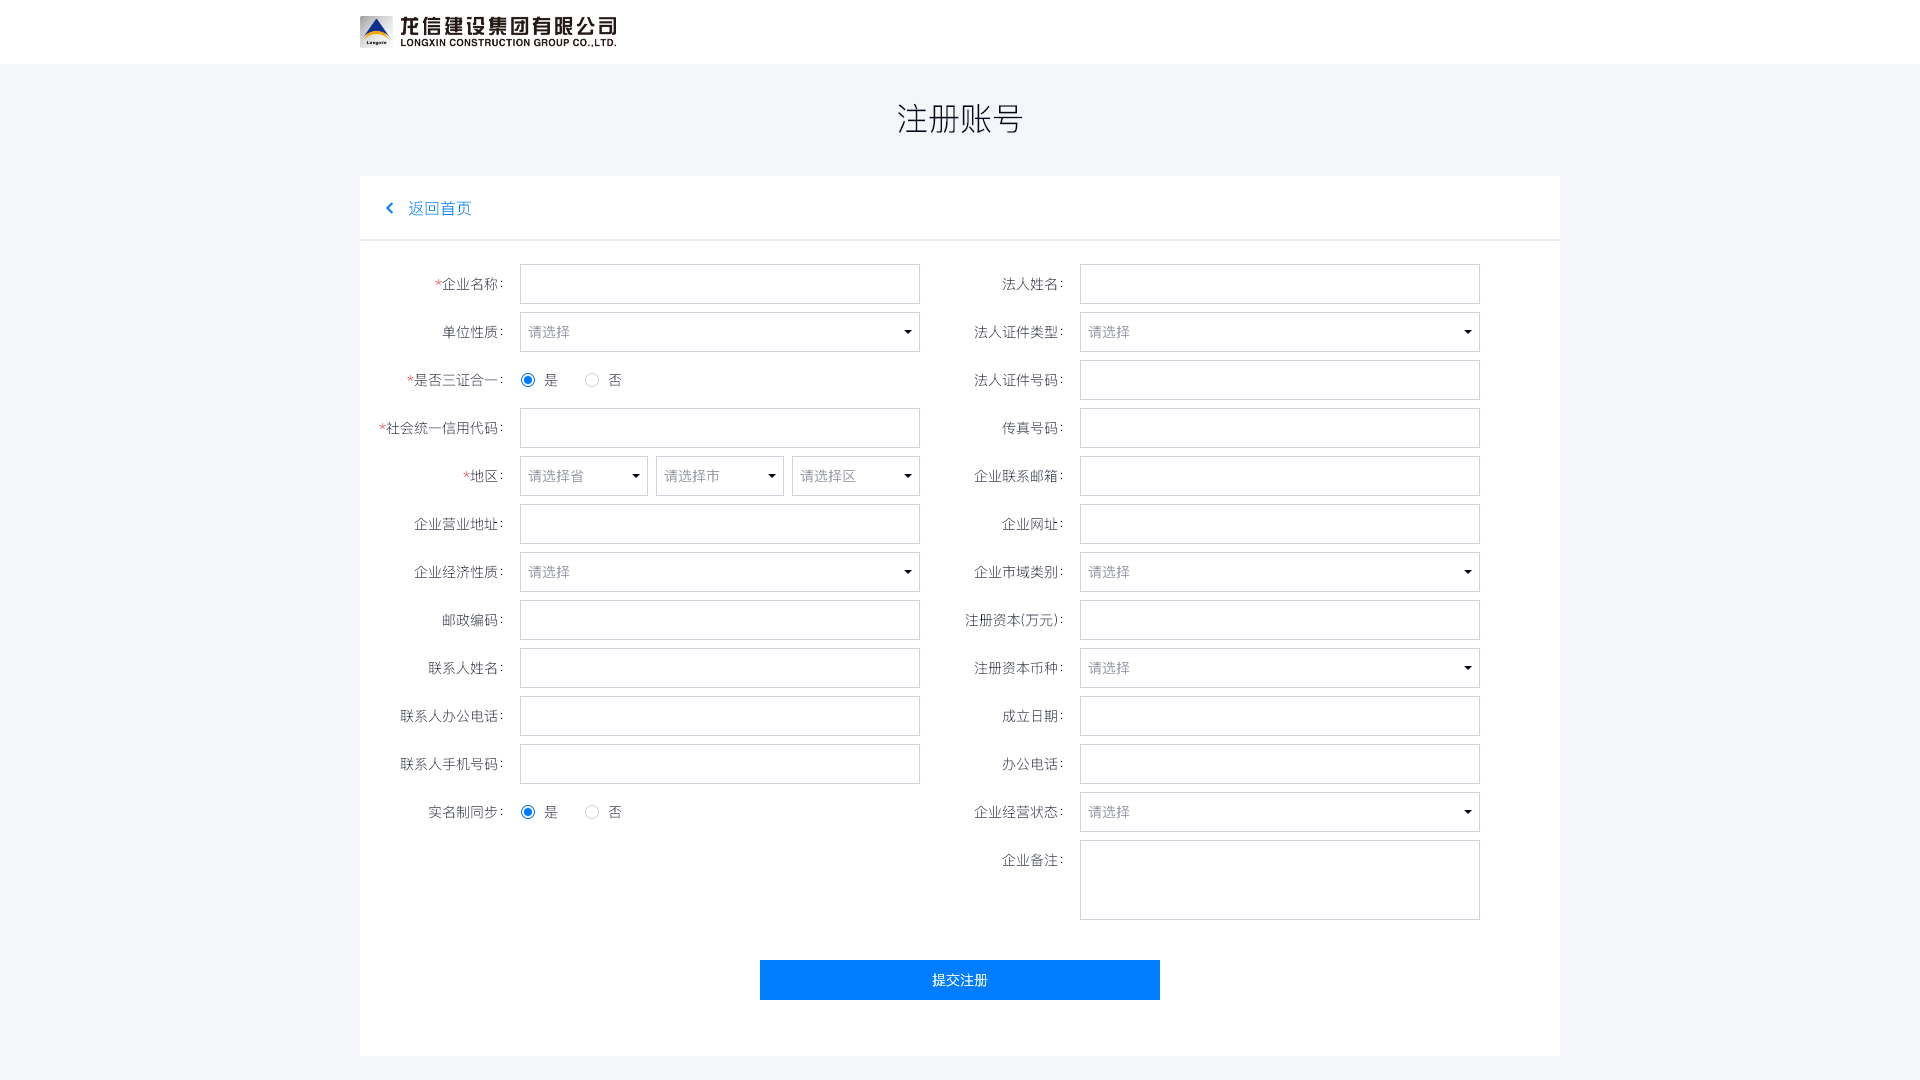 龙信建设集团有限公司
LONGXIN CONSTRUCTION GROUP CO.,LTD.
Longxin
注册账号
返回首页
*企业名称:
法人姓名:
单位性质: 请选择
法人证件类型: 请选择
*是否三证合一: 是 否
法人证件号码:
*社会统一信用代码:
传真号码:
*地区: 请选择省 请选择市 请选择区
企业联系邮箱:
企业营业地址:
企业网址:
企业经济性质: 请选择
企业市域类别: 请选择
邮政编码:
注册资本(万元):
联系人姓名:
注册资本币种: 请选择
联系人办公电话:
成立日期:
联系人手机号码:
办公电话:
实名制同步: 是 否
企业经营状态: 请选择
企业备注:
提交注册